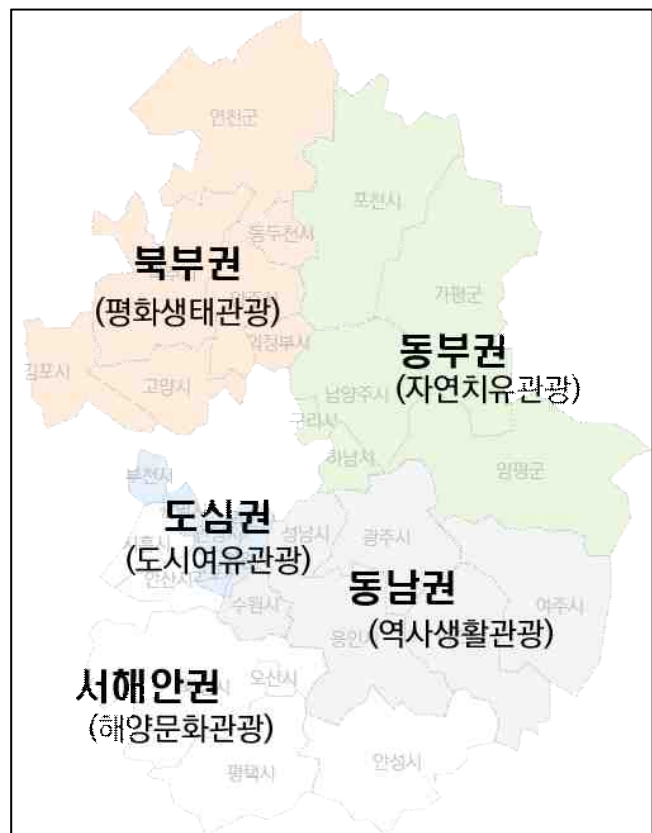 연천군
포천시
동두천시
북부권
(평화생태관광)
가평군
의정부시
동부권
(자연치유관광)
김포시
고양시
남양주시
구리시
하남시
양평군
부천시
도심권
(도시여유관광)
성남시
광주시
시흥시
안산시
동남권
(역사생활관광)
여주시
수원시
용인
서해안권
(해양문화관광)
오산시
평택시
안성시